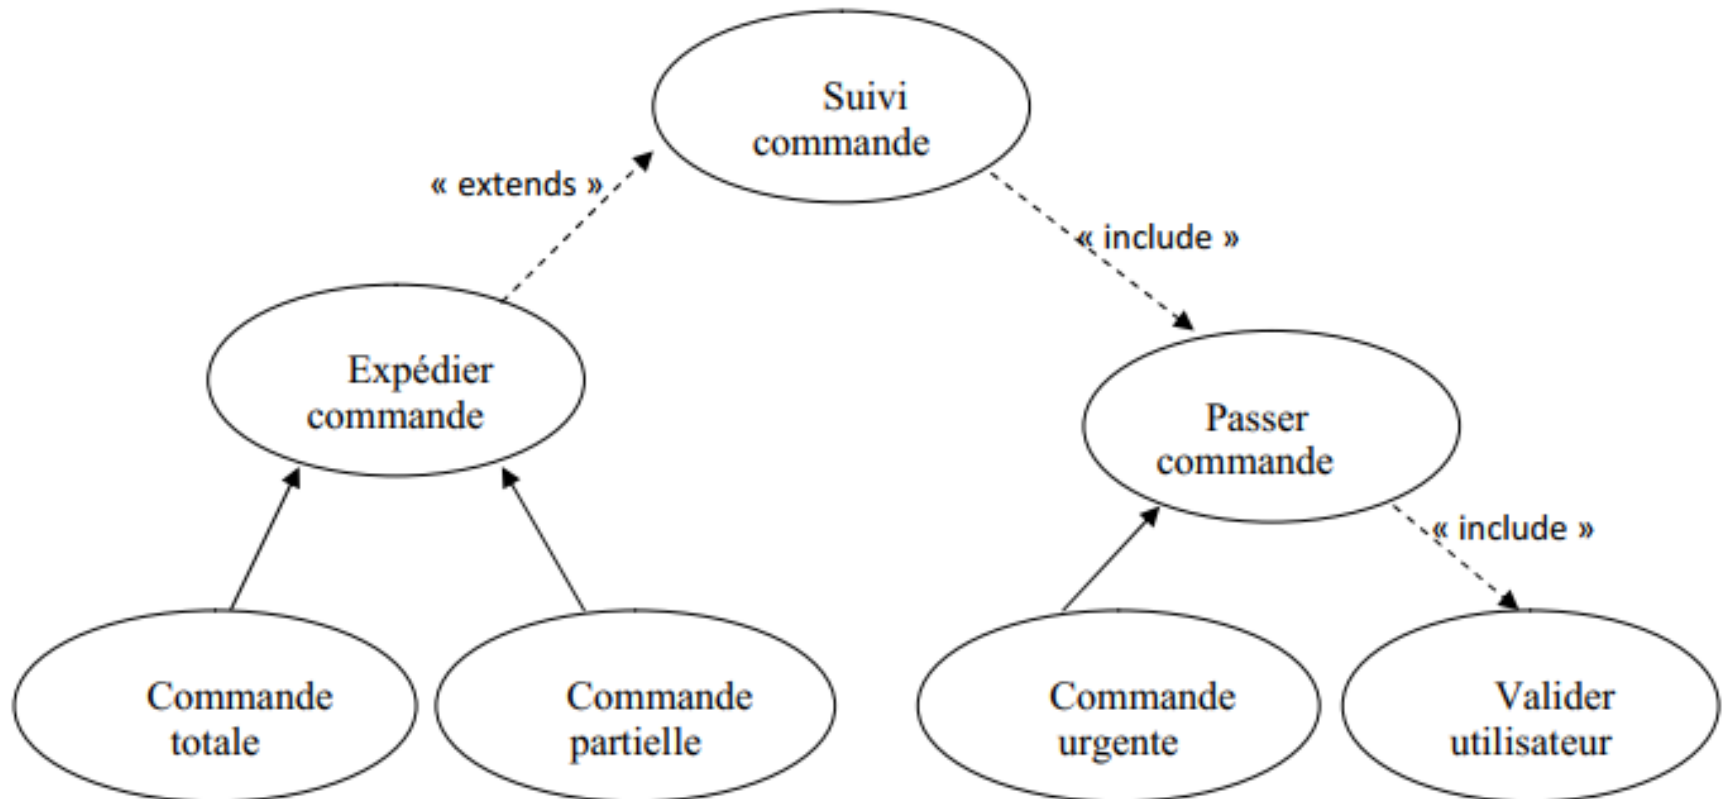 Suivi
commande
« extends »
« include »
Expédier
commande
Passer
commande
« include »
Commande
totale
Commande
partielle
Commande
urgente
Valider
utilisateur